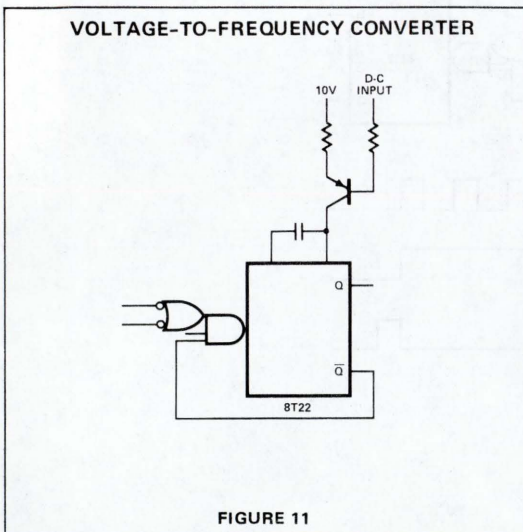 VOLTAGE-TO-FREQUENCY CONVERTER
D-C
10V INPUT
Q
Q̅
8T22
FIGURE 11